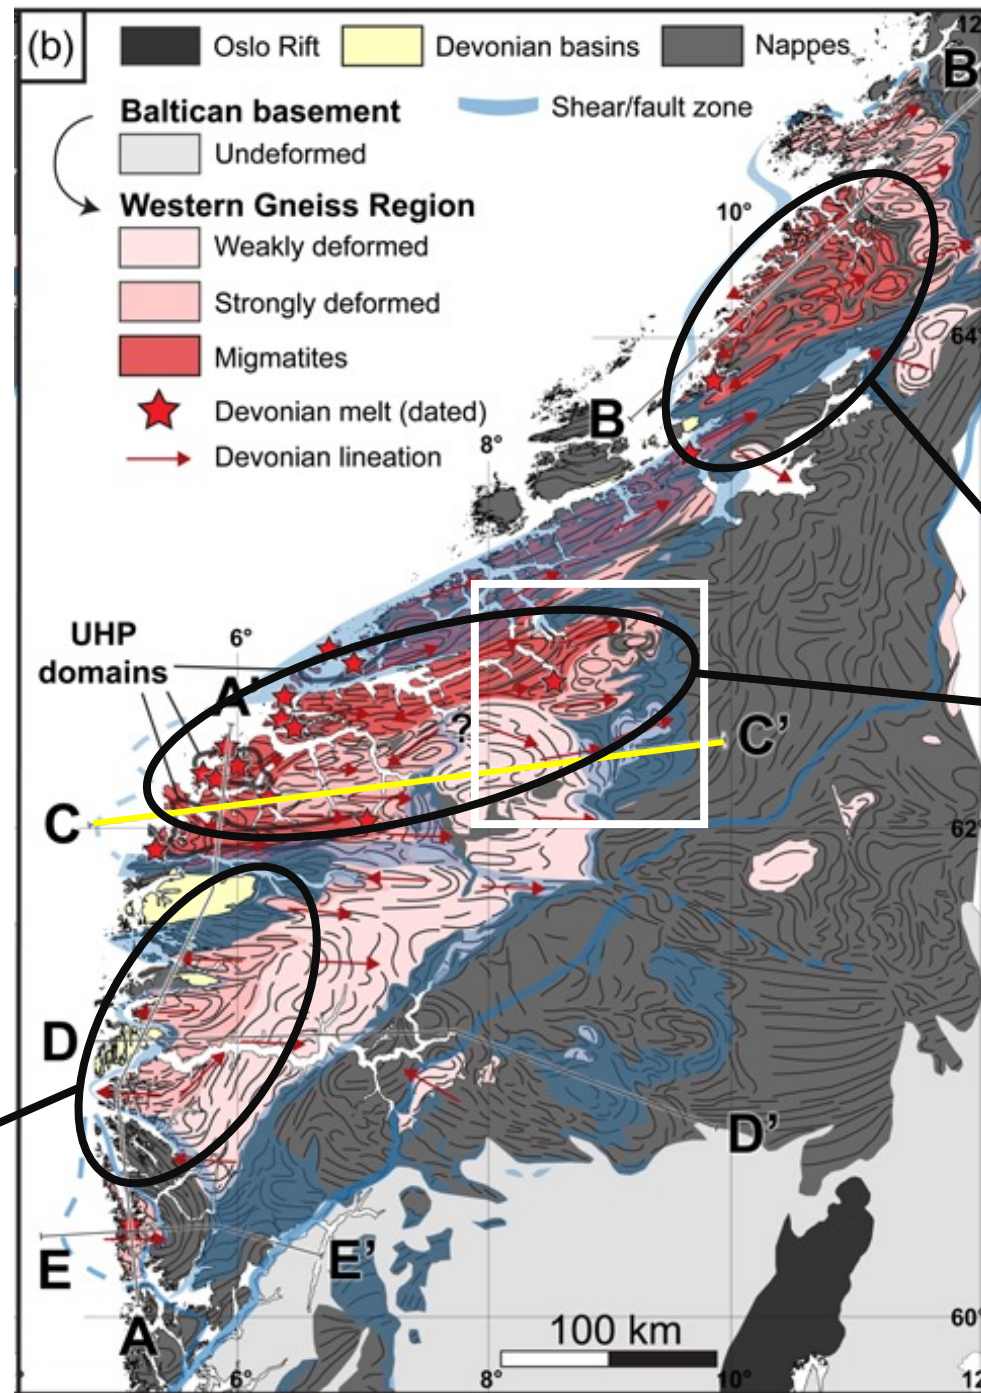 (b)
Oslo Rift
Devonian basins
Nappes
Baltican basement
Shear/fault zone
Undeformed
Western Gneiss Region
Weakly deformed
Strongly deformed
Migmatites
Devonian melt (dated)
Devonian lineation
12
B
10°
64°
B
8°
UHP
domains
6°
A'
?
C'
C
62°
D
D'
E
E'
A
100 km
60°
6°
8°
10°
12